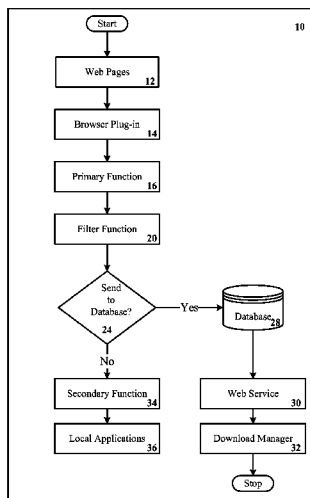 Start
10
Web Pages
12
Browser Plug-in
14
Primary Function
16
Filter Function
20
Send
to
Database?
24
Yes
Database
28
No
Secondary Function
34
Web Service
30
Local Applications
36
Download Manager
32
Stop